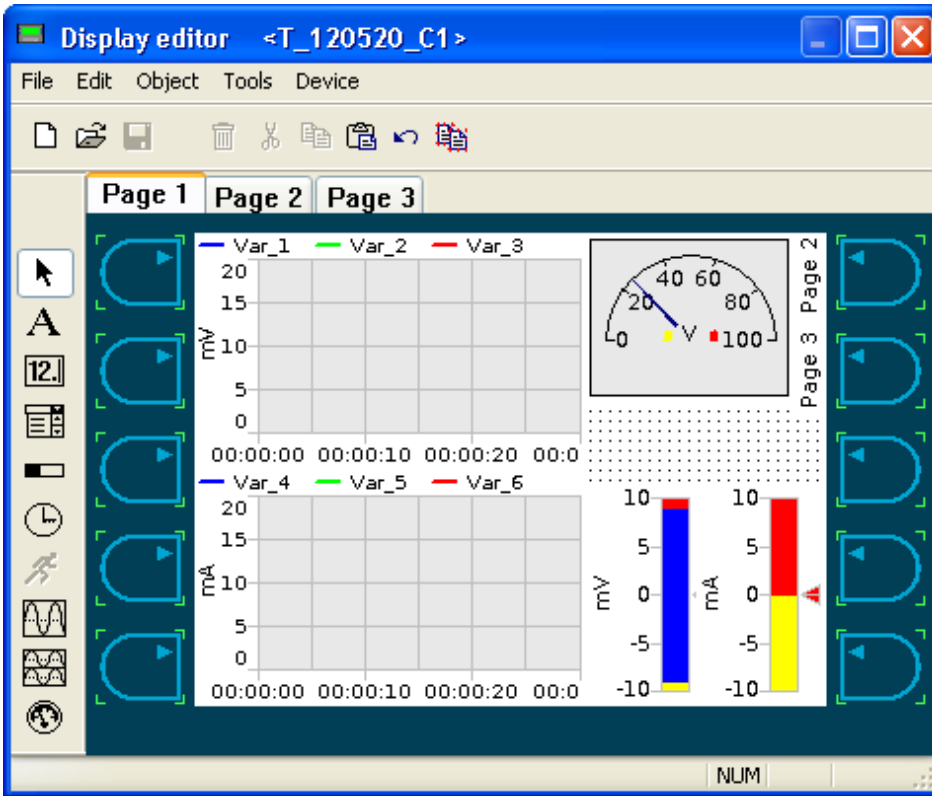 Display editor <T_120520_C1>
File Edit Object Tools Device
Page 1 Page 2 Page 3
A
12.
Var_1 Var_2 Var_3
20
15
mV
10
5
0
00:00:00 00:00:10 00:00:20 00:0
0 20 40 60 80 100
V
Page 2
Page 3
Var_4 Var_5 Var_6
20
15
mA
10
5
0
00:00:00 00:00:10 00:00:20 00:0
mV
10
5
0
-5
-10
mA
10
5
0
-5
-10
NUM